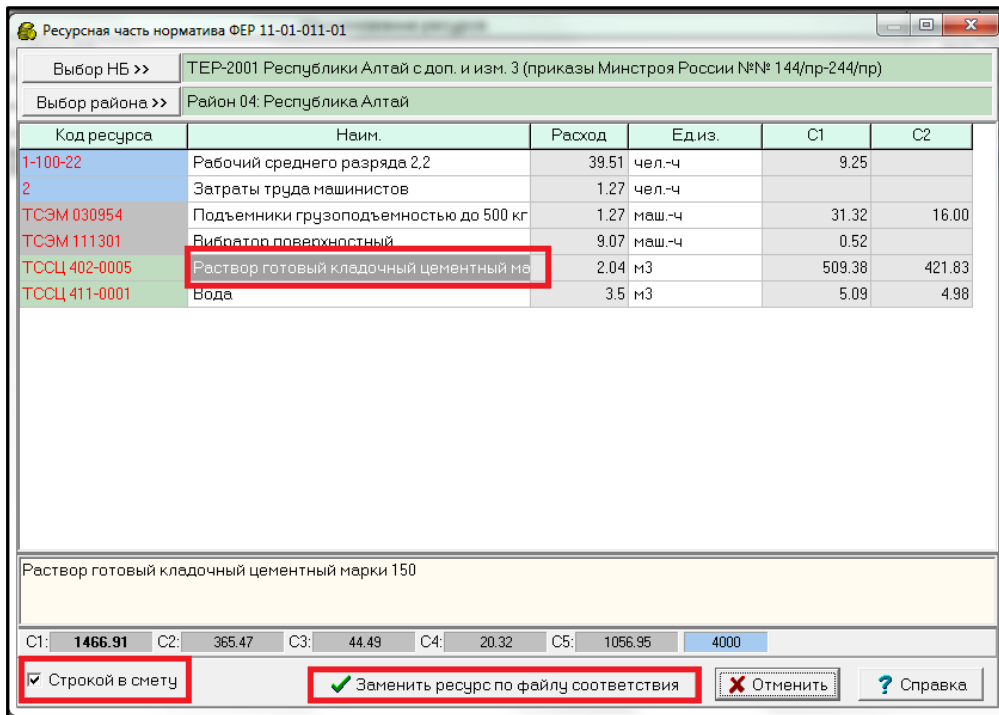 Ресурсная часть норматива ФЕР 11-01-011-01
Выбор НБ >> ТЕР-2001 Республики Алтай с доп. и изм. 3 (приказы Минстроя России №№ 144/пр-244/пр)
Выбор района >> Район 04: Республика Алтай
Код ресурса Наим. Расход Ед.из. С1 С2
1-100-22 Рабочий среднего разряда 2,2 39.51 чел.-ч 9.25
2 Затраты труда машинистов 1.27 чел.-ч
ТСЭМ 030954 Подъемники грузоподъемностью до 500 кг 1.27 маш.-ч 31.32 16.00
ТСЭМ 111301 Вибратор поверхностный 9.07 маш.-ч 0.52
ТССЦ 402-0005 Раствор готовый кладочный цементный ма 2.04 м3 509.38 421.83
ТССЦ 411-0001 Вода 3.5 м3 5.09 4.98
Раствор готовый кладочный цементный марки 150
С1: 1466.91 С2: 365.47 С3: 44.49 С4: 20.32 С5: 1056.95 4000
Строкой в смету Заменить ресурс по файлу соответствия Отменить ? Справка